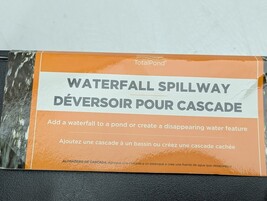 TotalPond
WATERFALL SPILLWAY
DÉVERSOIR POUR CASCADE
Add a waterfall to a pond or create a disappearing water feature
Ajoutez une cascade à un bassin ou créez une cascade cachée